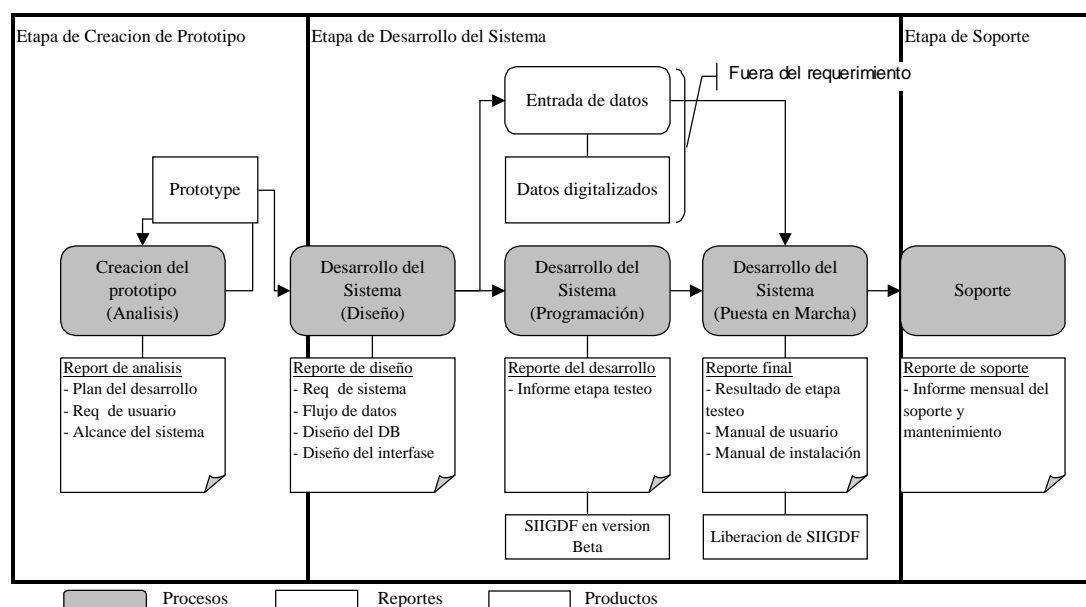 Etapa de Creacion de Prototipo
Etapa de Desarrollo del Sistema
Etapa de Soporte
Fuera del requerimiento
Entrada de datos
Datos digitalizados
Prototype
Creacion del
prototipo
(Analisis)
Desarrollo del
Sistema
(Diseño)
Desarrollo del
Sistema
(Programación)
Desarrollo del
Sistema
(Puesta en Marcha)
Soporte
Report de analisis
- Plan del desarrollo
- Req de usuario
- Alcance del sistema
Reporte de diseño
- Req de sistema
- Flujo de datos
- Diseño del DB
- Diseño del interfase
Reporte del desarrollo
- Informe etapa testeo
Reporte final
- Resultado de etapa
testeo
- Manual de usuario
- Manual de instalación
Reporte de soporte
- Informe mensual del
soporte y
mantenimiento
SIIGDF en version
Beta
Liberacion de SIIGDF
Procesos
Reportes
Productos